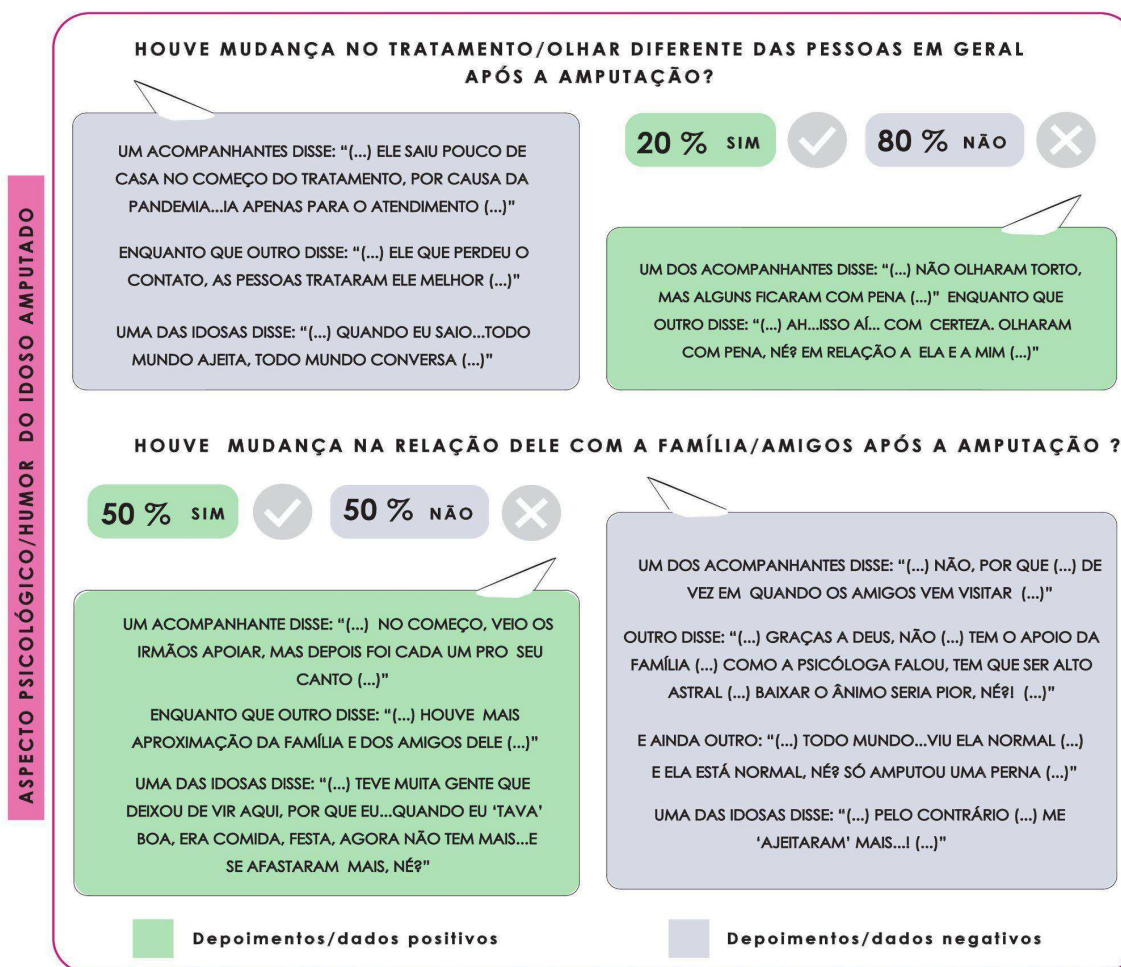 ASPECTO PSICOLÓGICO/HUMOR DO IDOSO AMPUTADO
HOUVE MUDANÇA NO TRATAMENTO/OLHAR DIFERENTE DAS PESSOAS EM GERAL
APÓS A AMPUTAÇÃO?
UM ACOMPANHANTES DISSE: “(...) ELE SAIU POUCO DE
CASA NO COMEÇO DO TRATAMENTO, POR CAUSA DA
PANDEMIA...IA APENAS PARA O ATENDIMENTO (...)”
ENQUANTO QUE OUTRO DISSE: “(...) ELE QUE PERDEU O
CONTATO, AS PESSOAS TRATARAM ELE MELHOR (...)”
UMA DAS IDOSAS DISSE: “(...) QUANDO EU SAIO...TODO
MUNDO AJEITA, TODO MUNDO CONVERSA (...)”
20 % SIM
80 % NÃO
UM DOS ACOMPANHANTES DISSE: “(...) NÃO OLHARAM TORTO,
MAS ALGUNS FICARAM COM PENA (...)” ENQUANTO QUE
OUTRO DISSE: “(...) AH...ISSO AÍ... COM CERTEZA. OLHARAM
COM PENA, NÉ? EM RELAÇÃO A ELA E A MIM (...)”
HOUVE MUDANÇA NA RELAÇÃO DELE COM A FAMÍLIA/AMIGOS APÓS A AMPUTAÇÃO ?
50 % SIM
50 % NÃO
UM ACOMPANHANTE DISSE: “(...) NO COMEÇO, VEIO OS
IRMÃOS APOIAR, MAS DEPOIS FOI CADA UM PRO SEU
CANTO (...)”
ENQUANTO QUE OUTRO DISSE: “(...) HOUVE MAIS
APROXIMAÇÃO DA FAMÍLIA E DOS AMIGOS DELE (...)”
UMA DAS IDOSAS DISSE: “(...) TEVE MUITA GENTE QUE
DEIXOU DE VIR AQUI, POR QUE EU...QUANDO EU ‘TAVA’
BOA, ERA COMIDA, FESTA, AGORA NÃO TEM MAIS...E
SE AFASTARAM MAIS, NÉ?”
UM DOS ACOMPANHANTES DISSE: “(...) NÃO, POR QUE (...) DE
VEZ EM QUANDO OS AMIGOS VEM VISITAR (...)”
OUTRO DISSE: “(...) GRAÇAS A DEUS, NÃO (...) TEM O APOIO DA
FAMÍLIA (...) COMO A PSICÓLOGA FALOU, TEM QUE SER ALTO
ASTRAL (...) BAIXAR O ÂNIMO SERIA PIOR, NÉ?! (...)”
E AINDA OUTRO: “(...) TODO MUNDO...VIU ELA NORMAL (...)
E ELA ESTÁ NORMAL, NÉ? SÓ AMPUTOU UMA PERNA (...)”
UMA DAS IDOSAS DISSE: “(...) PELO CONTRÁRIO (...) ME
‘AJEITARAM’ MAIS...! (...)”
Depoimentos/dados positivos
Depoimentos/dados negativos